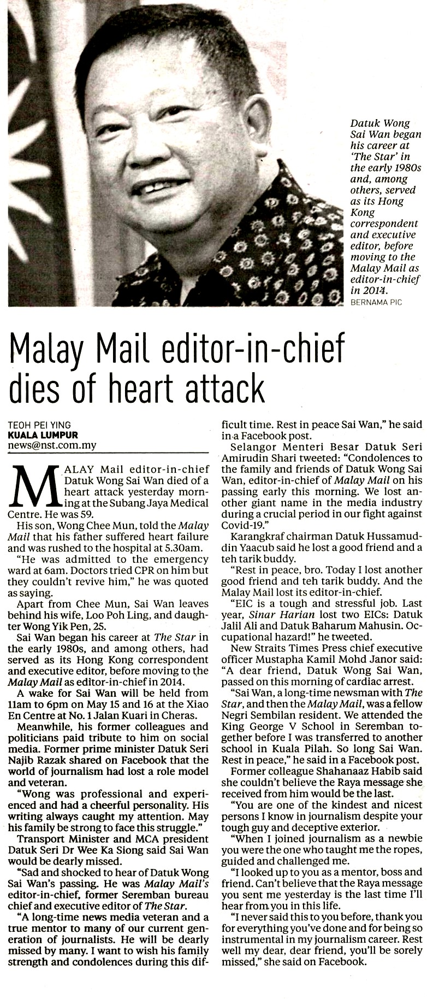 Datuk Wong
Sai Wan began
his career at
‘The Star’ in
the early 1980s
and, among
others, served
as its Hong
Kong
correspondent
and executive
editor, before
moving to the
Malay Mail as
editor-in-chief
in 2014.
BERNAMA PIC
Malay Mail editor-in-chief
dies of heart attack
TEOH PEI YING
KUALA LUMPUR
news@nst.com.my
MALAY Mail editor-in-chief
Datuk Wong Sai Wan died of a
heart attack yesterday morn-
ing at the Subang Jaya Medical
Centre. He was 59.
His son, Wong Chee Mun, told the Malay
Mail that his father suffered heart failure
and was rushed to the hospital at 5.30am.
“He was admitted to the emergency
ward at 6am. Doctors tried CPR on him but
they couldn’t revive him,” he was quoted
as saying.
Apart from Chee Mun, Sai Wan leaves
behind his wife, Loo Poh Ling, and daugh-
ter Wong Yik Pen, 25.
Sai Wan began his career at The Star in
the early 1980s, and among others, had
served as its Hong Kong correspondent
and executive editor, before moving to the
Malay Mail as editor-in-chief in 2014.
A wake for Sai Wan will be held from
11am to 6pm on May 15 and 16 at the Xiao
En Centre at No. 1 Jalan Kuari in Cheras.
Meanwhile, his former colleagues and
politicians paid tribute to him on social
media. Former prime minister Datuk Seri
Najib Razak shared on Facebook that the
world of journalism had lost a role model
and veteran.
“Wong was professional and experi-
enced and had a cheerful personality. His
writing always caught my attention. May
his family be strong to face this struggle.”
Transport Minister and MCA president
Datuk Seri Dr Wee Ka Siong said Sai Wan
would be dearly missed.
“Sad and shocked to hear of Datuk Wong
Sai Wan’s passing. He was Malay Mail’s
editor-in-chief, former Seremban bureau
chief and executive editor of The Star.
“A long-time news media veteran and a
true mentor to many of our current gen-
eration of journalists. He will be dearly
missed by many. I want to wish his family
strength and condolences during this dif-
ficult time. Rest in peace Sai Wan,” he said
in a Facebook post.
Selangor Menteri Besar Datuk Seri
Amirudin Shari tweeted: “Condolences to
the family and friends of Datuk Wong Sai
Wan, editor-in-chief of Malay Mail on his
passing early this morning. We lost an-
other giant name in the media industry
during a crucial period in our fight against
Covid-19.”
Karangkraf chairman Datuk Hussamud-
din Yaacub said he lost a good friend and a
teh tarik buddy.
“Rest in peace, bro. Today I lost another
good friend and teh tarik buddy. And the
Malay Mail lost its editor-in-chief.
“EIC is a tough and stressful job. Last
year, Sinar Harian lost two EICs: Datuk
Jalil Ali and Datuk Baharum Mahusin. Oc-
cupational hazard!” he tweeted.
New Straits Times Press chief executive
officer Mustapha Kamil Mohd Janor said:
“A dear friend, Datuk Wong Sai Wan,
passed on this morning of cardiac arrest.
“Sai Wan, a long-time newsman with The
Star, and then the Malay Mail, was a fellow
Negri Sembilan resident. We attended the
King George V School in Seremban to-
gether before I was transferred to another
school in Kuala Pilah. So long Sai Wan.
Rest in peace,” he said in a Facebook post.
Former colleague Shahanaaz Habib said
she couldn’t believe the Raya message she
received from him would be the last.
“You are one of the kindest and nicest
persons I know in journalism despite your
tough guy and deceptive exterior.
“When I joined journalism as a newbie
you were the one who taught me the ropes,
guided and challenged me.
“I looked up to you as a mentor, boss and
friend. Can’t believe that the Raya message
you sent me yesterday is the last time I’ll
hear from you in this life.
“I never said this to you before, thank you
for everything you’ve done and for being so
instrumental in my journalism career. Rest
well my dear, dear friend, you’ll be sorely
missed,” she said on Facebook.